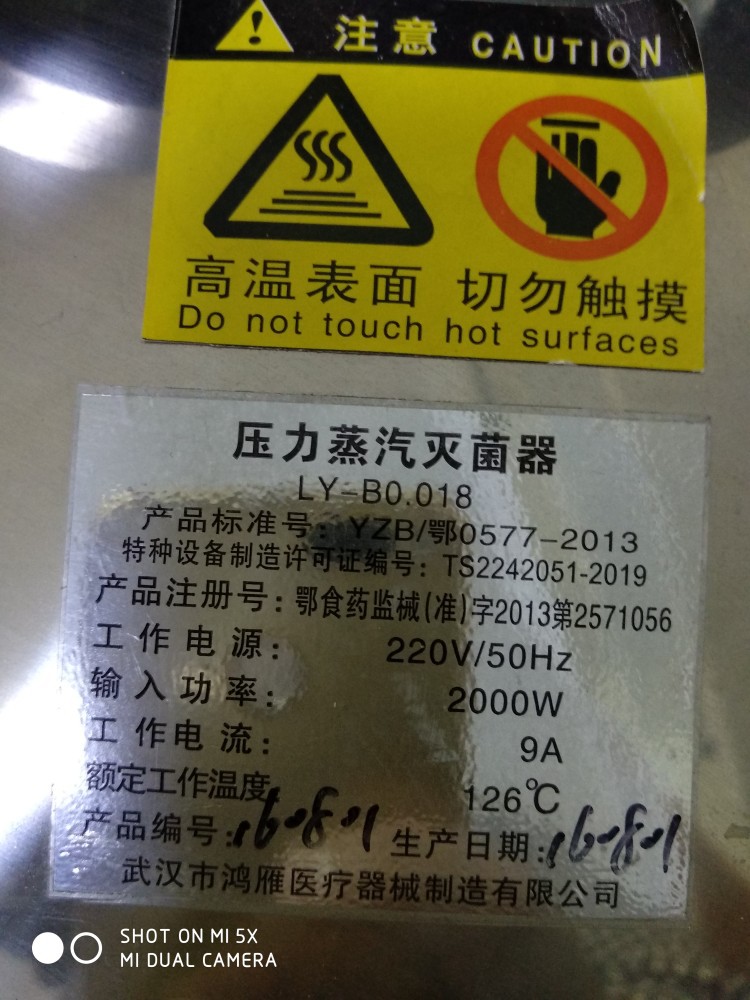 注意 CAUTION
高温表面 切勿触摸
Do not touch hot surfaces
压力蒸汽灭菌器
LY-B0.018
产品标准号：YZB/鄂0577-2013
特种设备制造许可证编号：TS2242051-2019
产品注册号：鄂食药监械(准)字2013第2571056
工作电源：220V/50Hz
输入功率：2000W
工作电流：9A
额定工作温度 126℃
产品编号： 生产日期：
武汉市鸿雁医疗器械制造有限公司
SHOT ON MI 5X
MI DUAL CAMERA